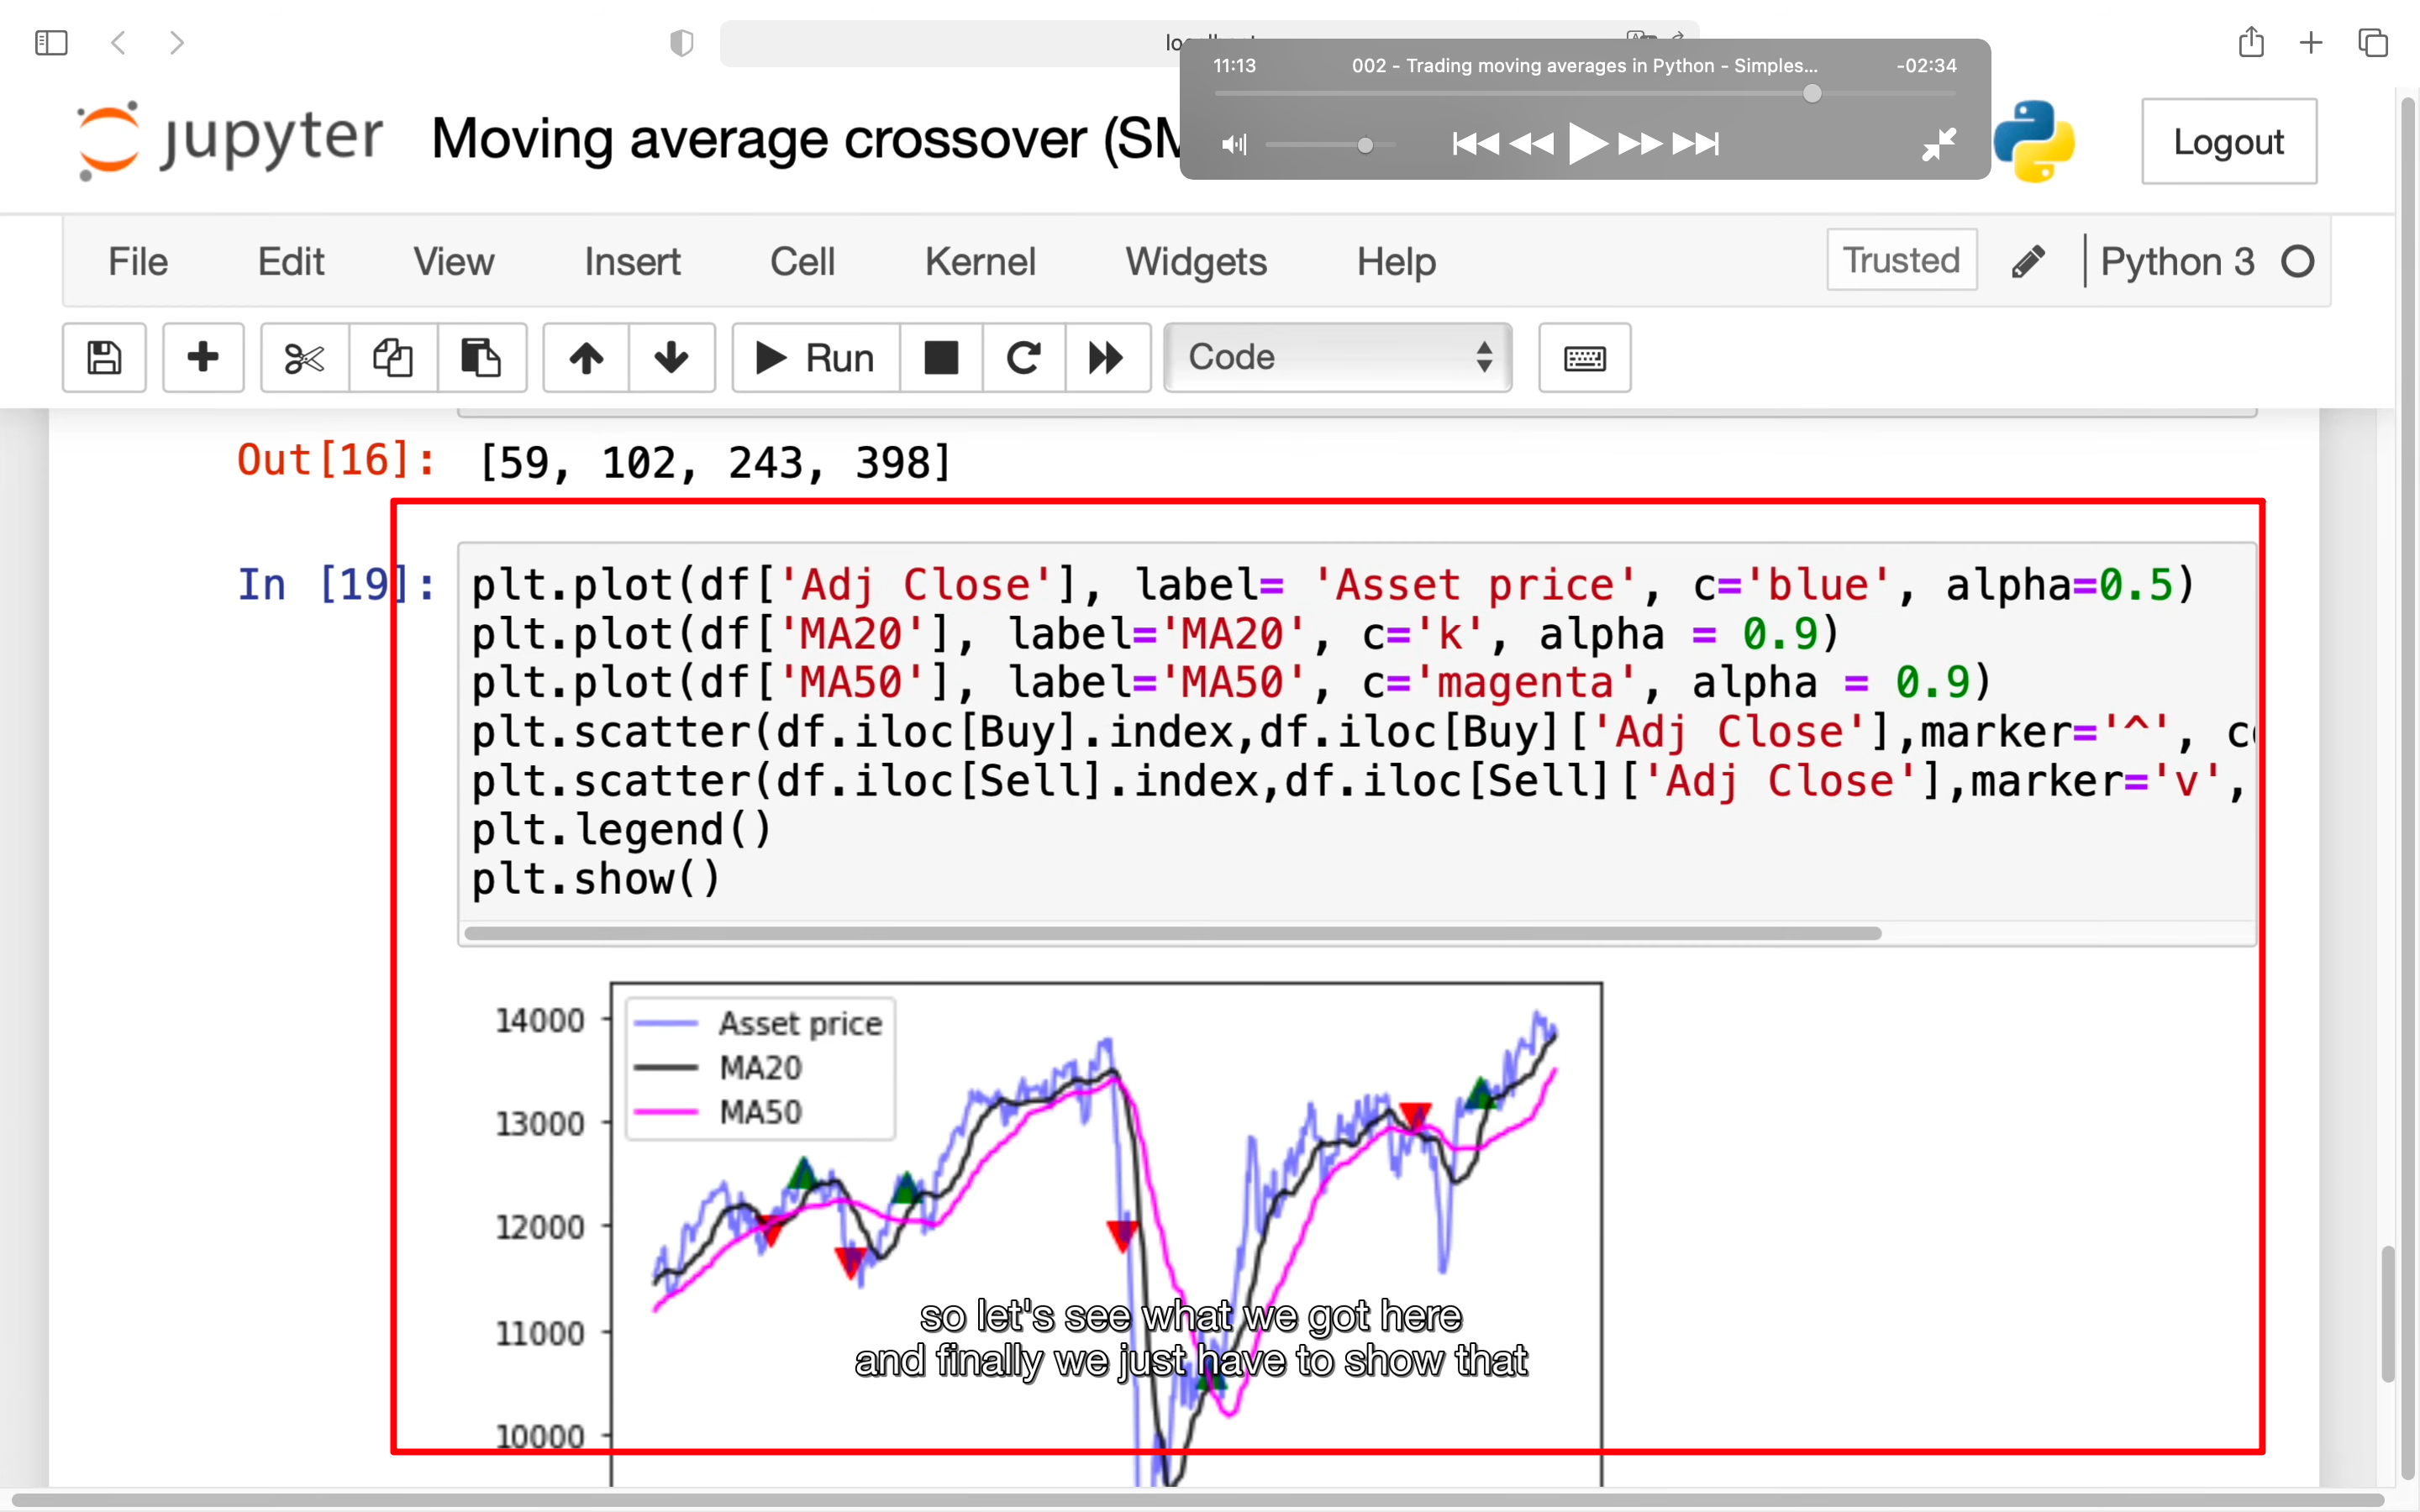 11:13 002 - Trading moving averages in Python - Simples... -02:34
jupyter Moving average crossover (SM Logout
File Edit View Insert Cell Kernel Widgets Help Trusted Python 3
Run Code
Out[16]: [59, 102, 243, 398]
In [19]: plt.plot(df['Adj Close'], label= 'Asset price', c='blue', alpha=0.5)
plt.plot(df['MA20'], label='MA20', c='k', alpha = 0.9)
plt.plot(df['MA50'], label='MA50', c='magenta', alpha = 0.9)
plt.scatter(df.iloc[Buy].index,df.iloc[Buy]['Adj Close'],marker='^', c
plt.scatter(df.iloc[Sell].index,df.iloc[Sell]['Adj Close'],marker='v',
plt.legend()
plt.show()
14000
13000
12000
11000
10000
Asset price
MA20
MA50
so let's see what we got here
and finally we just have to show that